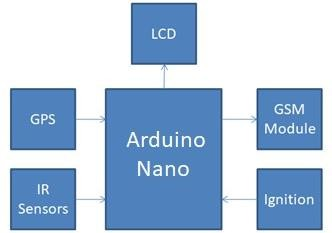 LCD
GPS
Arduino
Nano
GSM
Module
IR
Sensors
Ignition